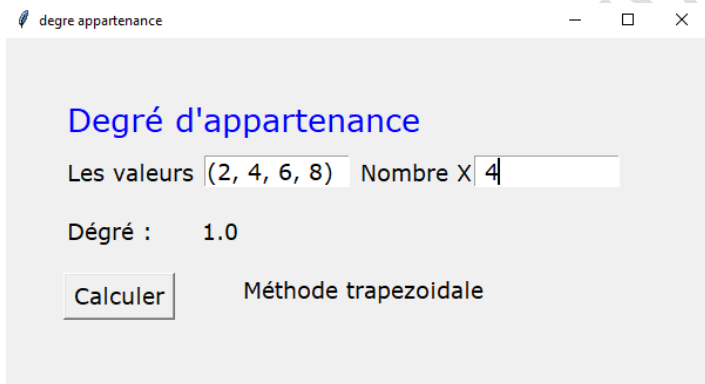 degre appartenance
Degré d'appartenance
Les valeurs (2, 4, 6, 8) Nombre X 4
Dégré : 1.0
Calculer Méthode trapezoidale